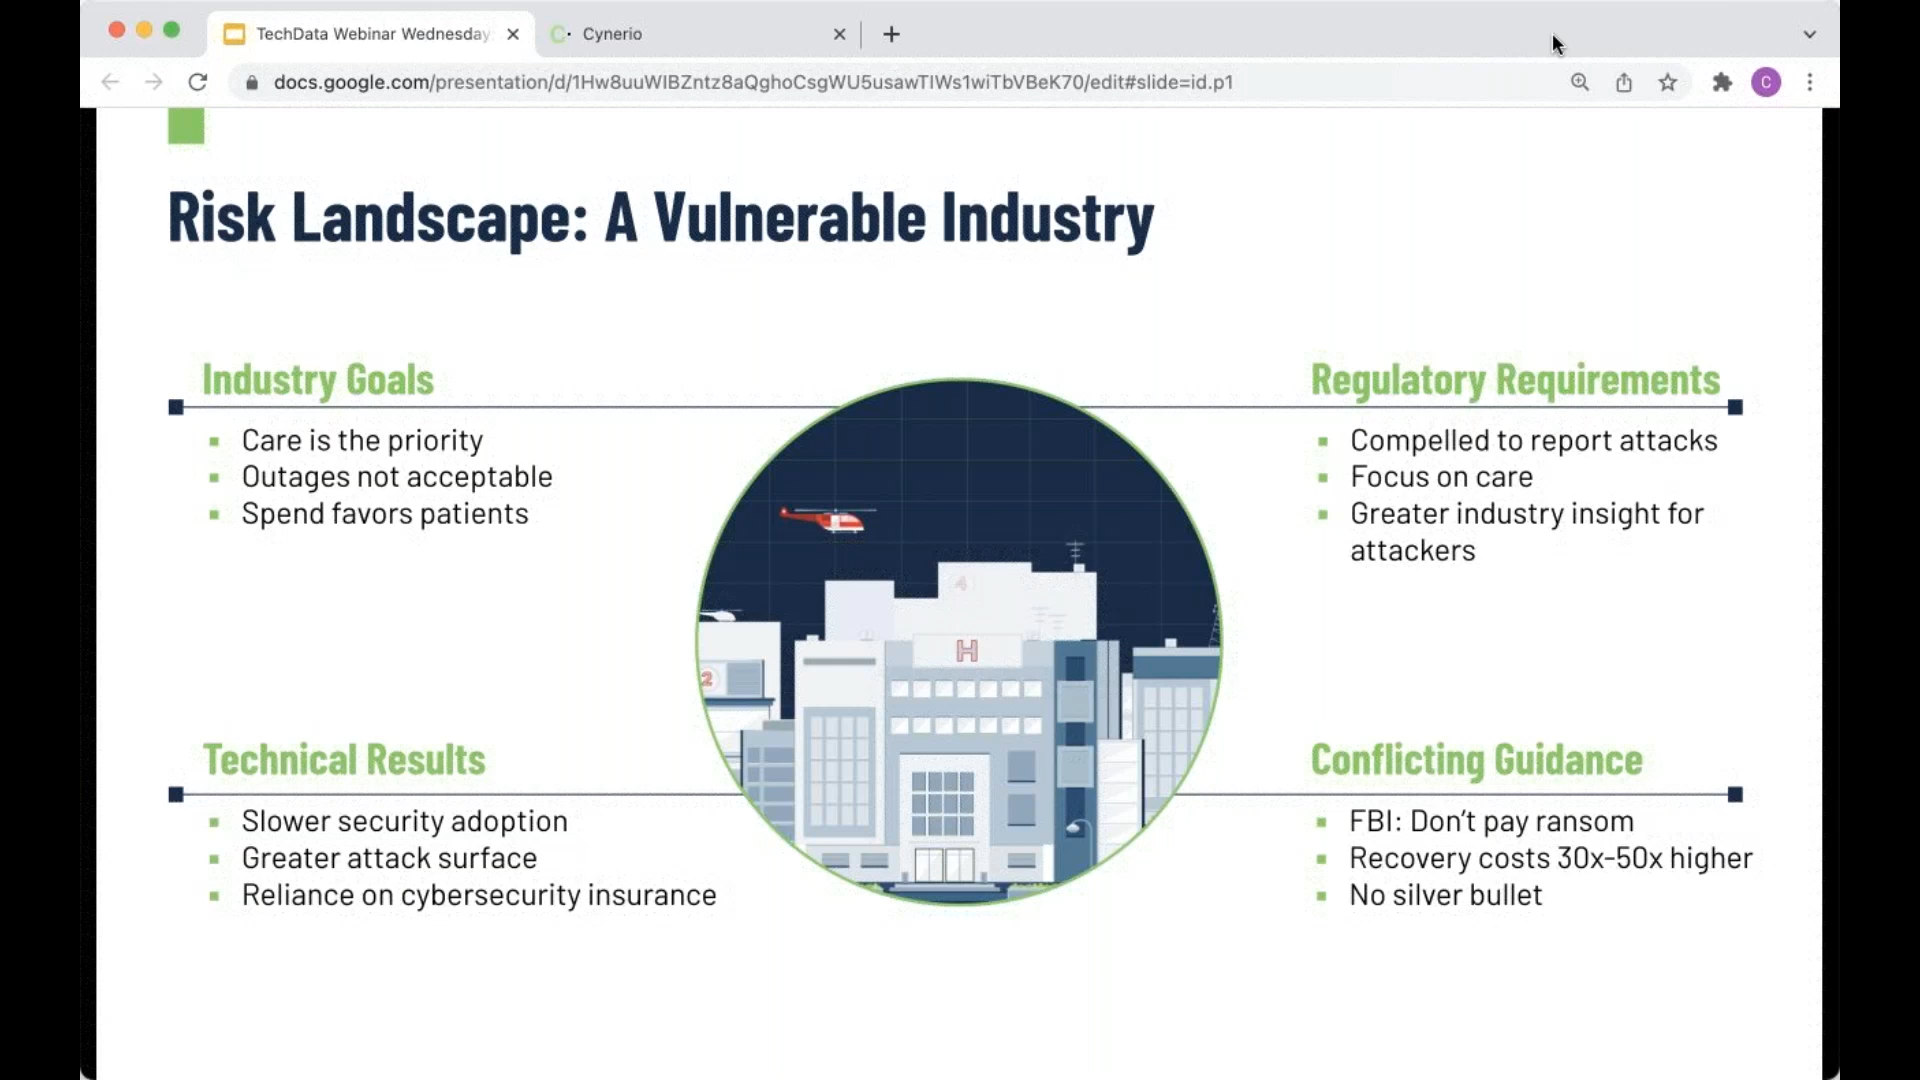 TechData Webinar Wednesday
Cynerio
docs.google.com/presentation/d/1Hw8uuWIBZntz8aQghoCsgWU5usawTIWs1wiTbVBeK70/edit#slide=id.p1
C
Risk Landscape: A Vulnerable Industry
Industry Goals
Care is the priority
Outages not acceptable
Spend favors patients
Regulatory Requirements
Compelled to report attacks
Focus on care
Greater industry insight for
attackers
4
H
2
Technical Results
Slower security adoption
Greater attack surface
Reliance on cybersecurity insurance
Conflicting Guidance
FBI: Don’t pay ransom
Recovery costs 30x-50x higher
No silver bullet